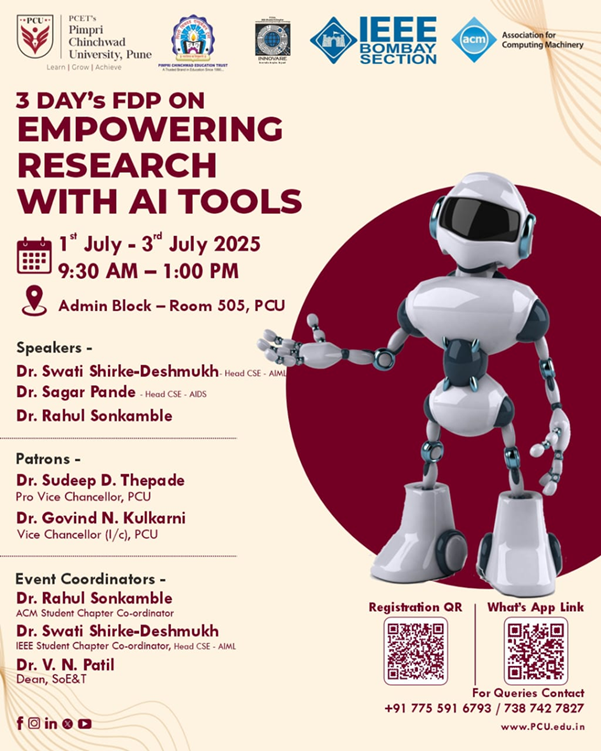 PCET's
Pimpri
Chinchwad
University, Pune
Learn | Grow | Achieve
PIMPRI CHINCHWAD EDUCATION TRUST
INNOVARE
IEEE
BOMBAY
SECTION
acm
Association for
Computing Machinery
3 DAY's FDP ON
EMPOWERING
RESEARCH
WITH AI TOOLS
1st July - 3rd July 2025
9:30 AM – 1:00 PM
Admin Block – Room 505, PCU
Speakers -
Dr. Swati Shirke-Deshmukh - Head CSE - AIML
Dr. Sagar Pande - Head CSE - AIDS
Dr. Rahul Sonkamble
Patrons -
Dr. Sudeep D. Thepade
Pro Vice Chancellor, PCU
Dr. Govind N. Kulkarni
Vice Chancellor (I/c), PCU
Event Coordinators -
Dr. Rahul Sonkamble
ACM Student Chapter Co-ordinator
Dr. Swati Shirke-Deshmukh
IEEE Student Chapter Co-ordinator, Head CSE - AIML
Dr. V. N. Patil
Dean, SoE&T
Registration QR
What's App Link
For Queries Contact
+91 775 591 6793 / 738 742 7827
www.PCU.edu.in